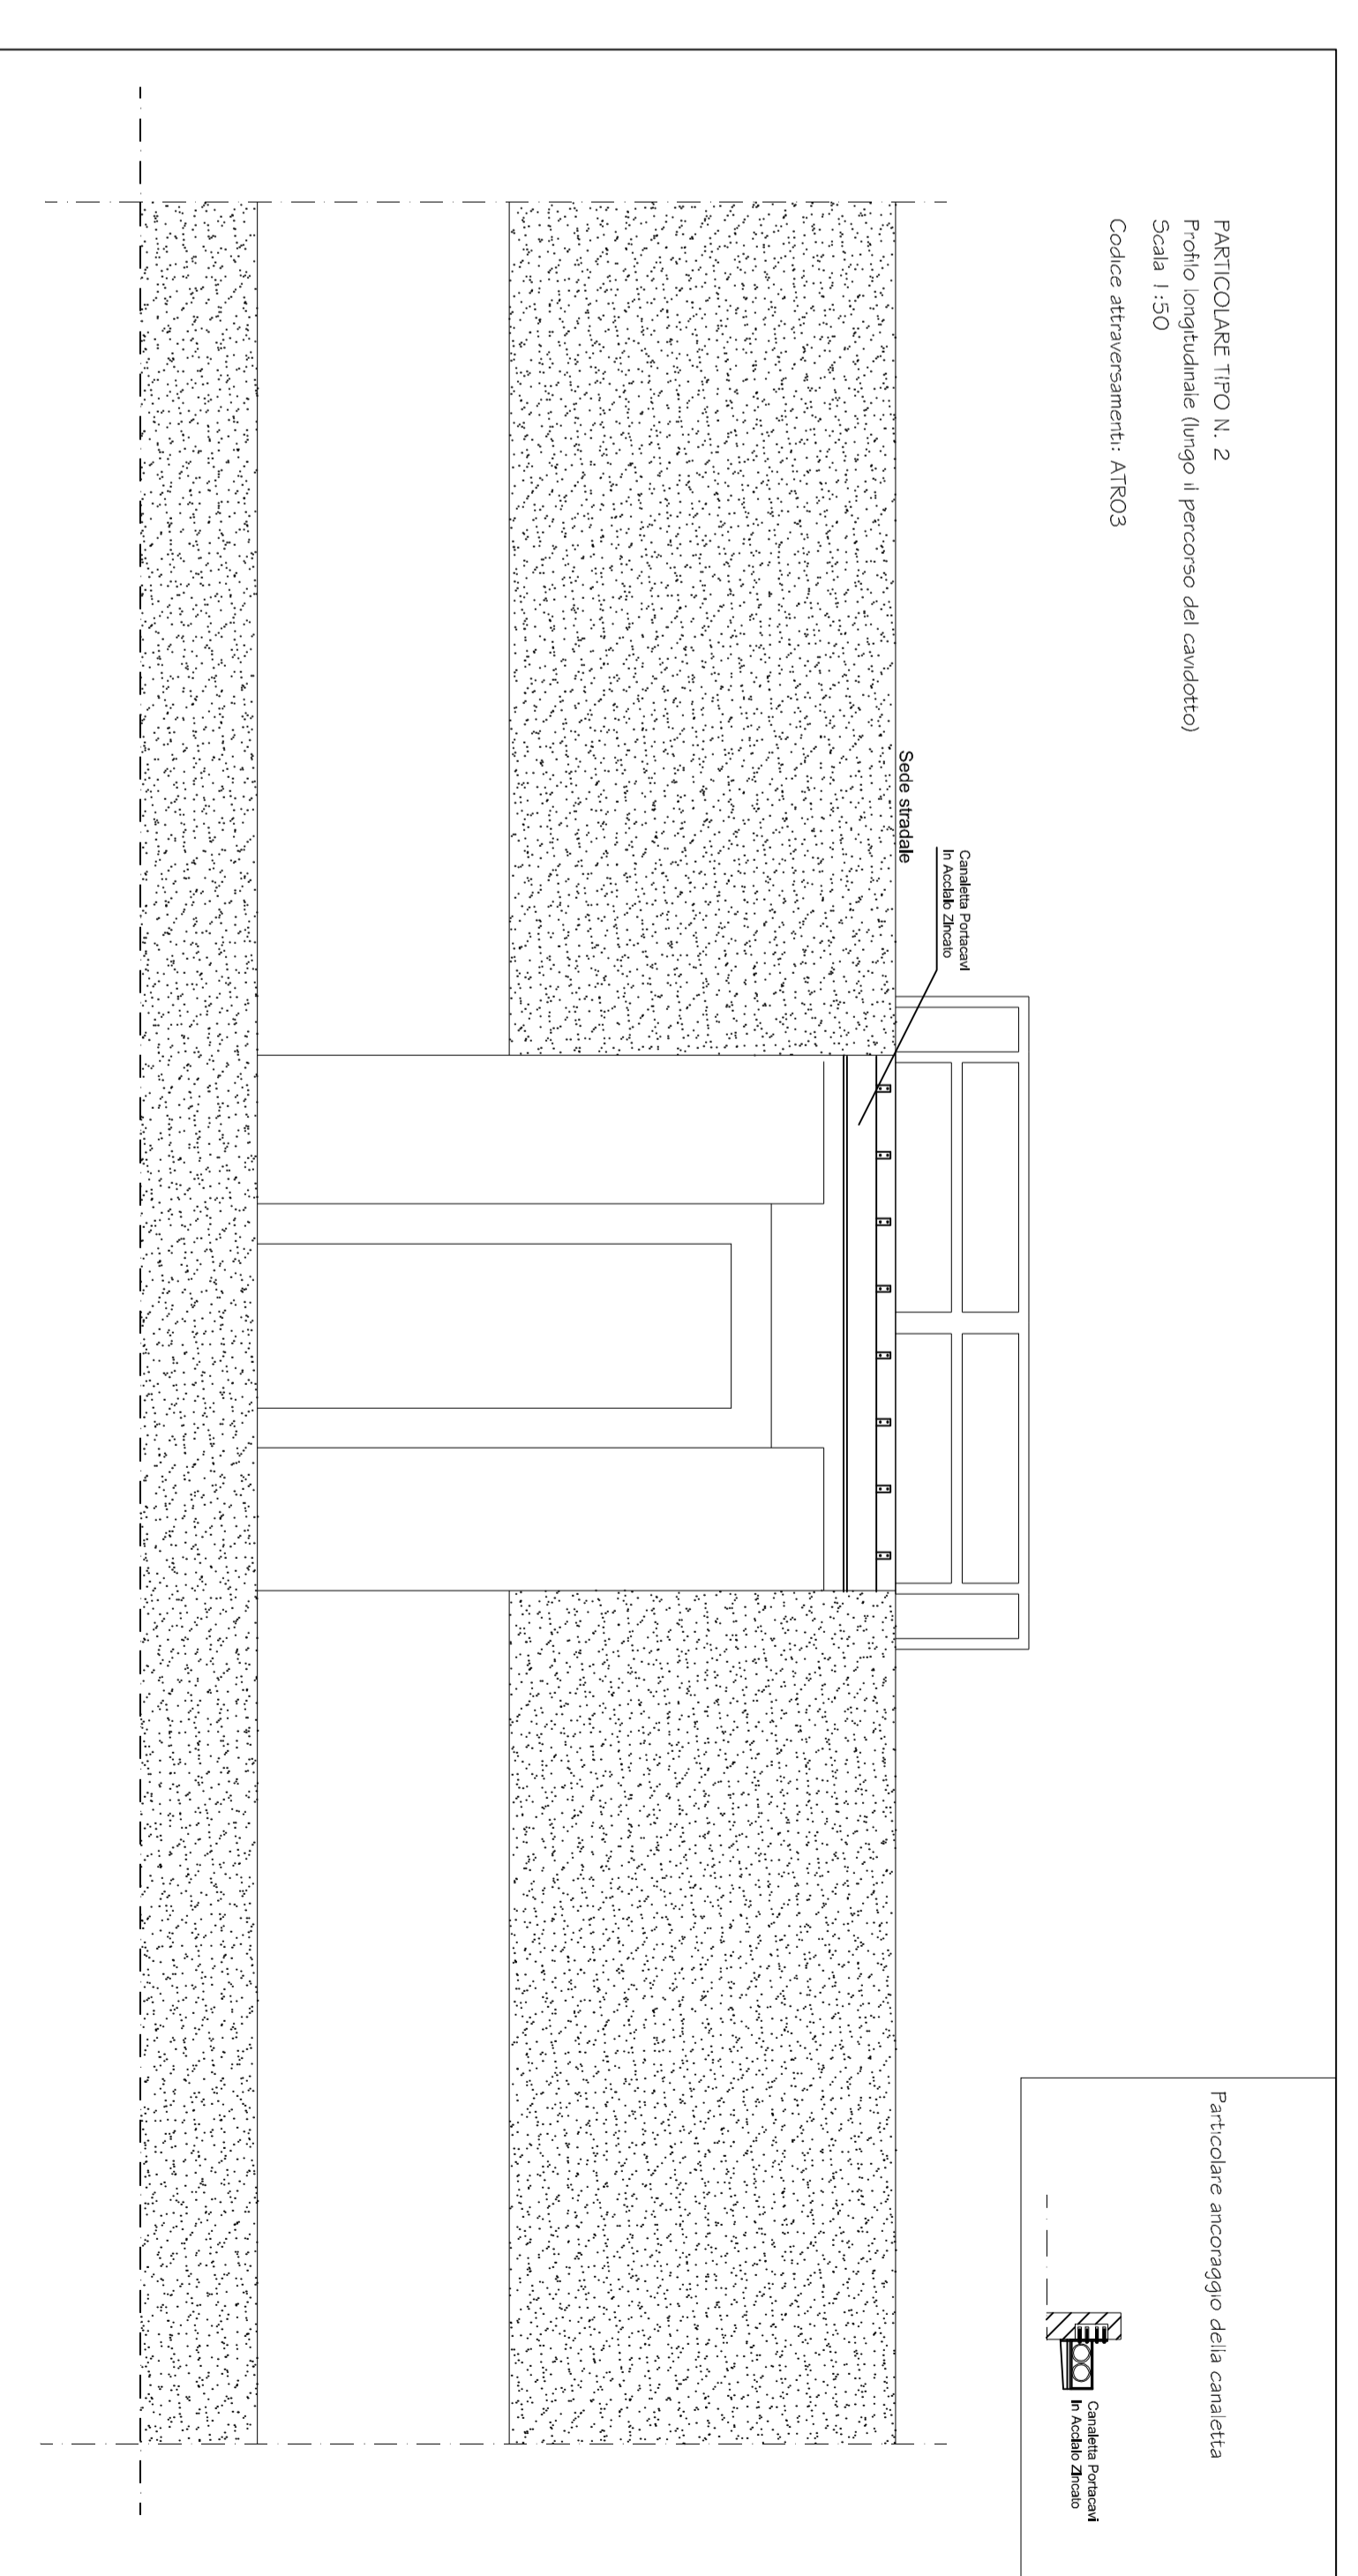 PARTICOLARE TIPO N. 2
Profilo longitudinale (lungo il percorso del cavidotto)
Scala 1:50
Codice attraversamenti: ATR03
Canaletta Portacavi
In Acciaio Zincato
Sede stradale
Particolare ancoraggio della canaletta
Canaletta Portacavi
In Acciaio Zincato